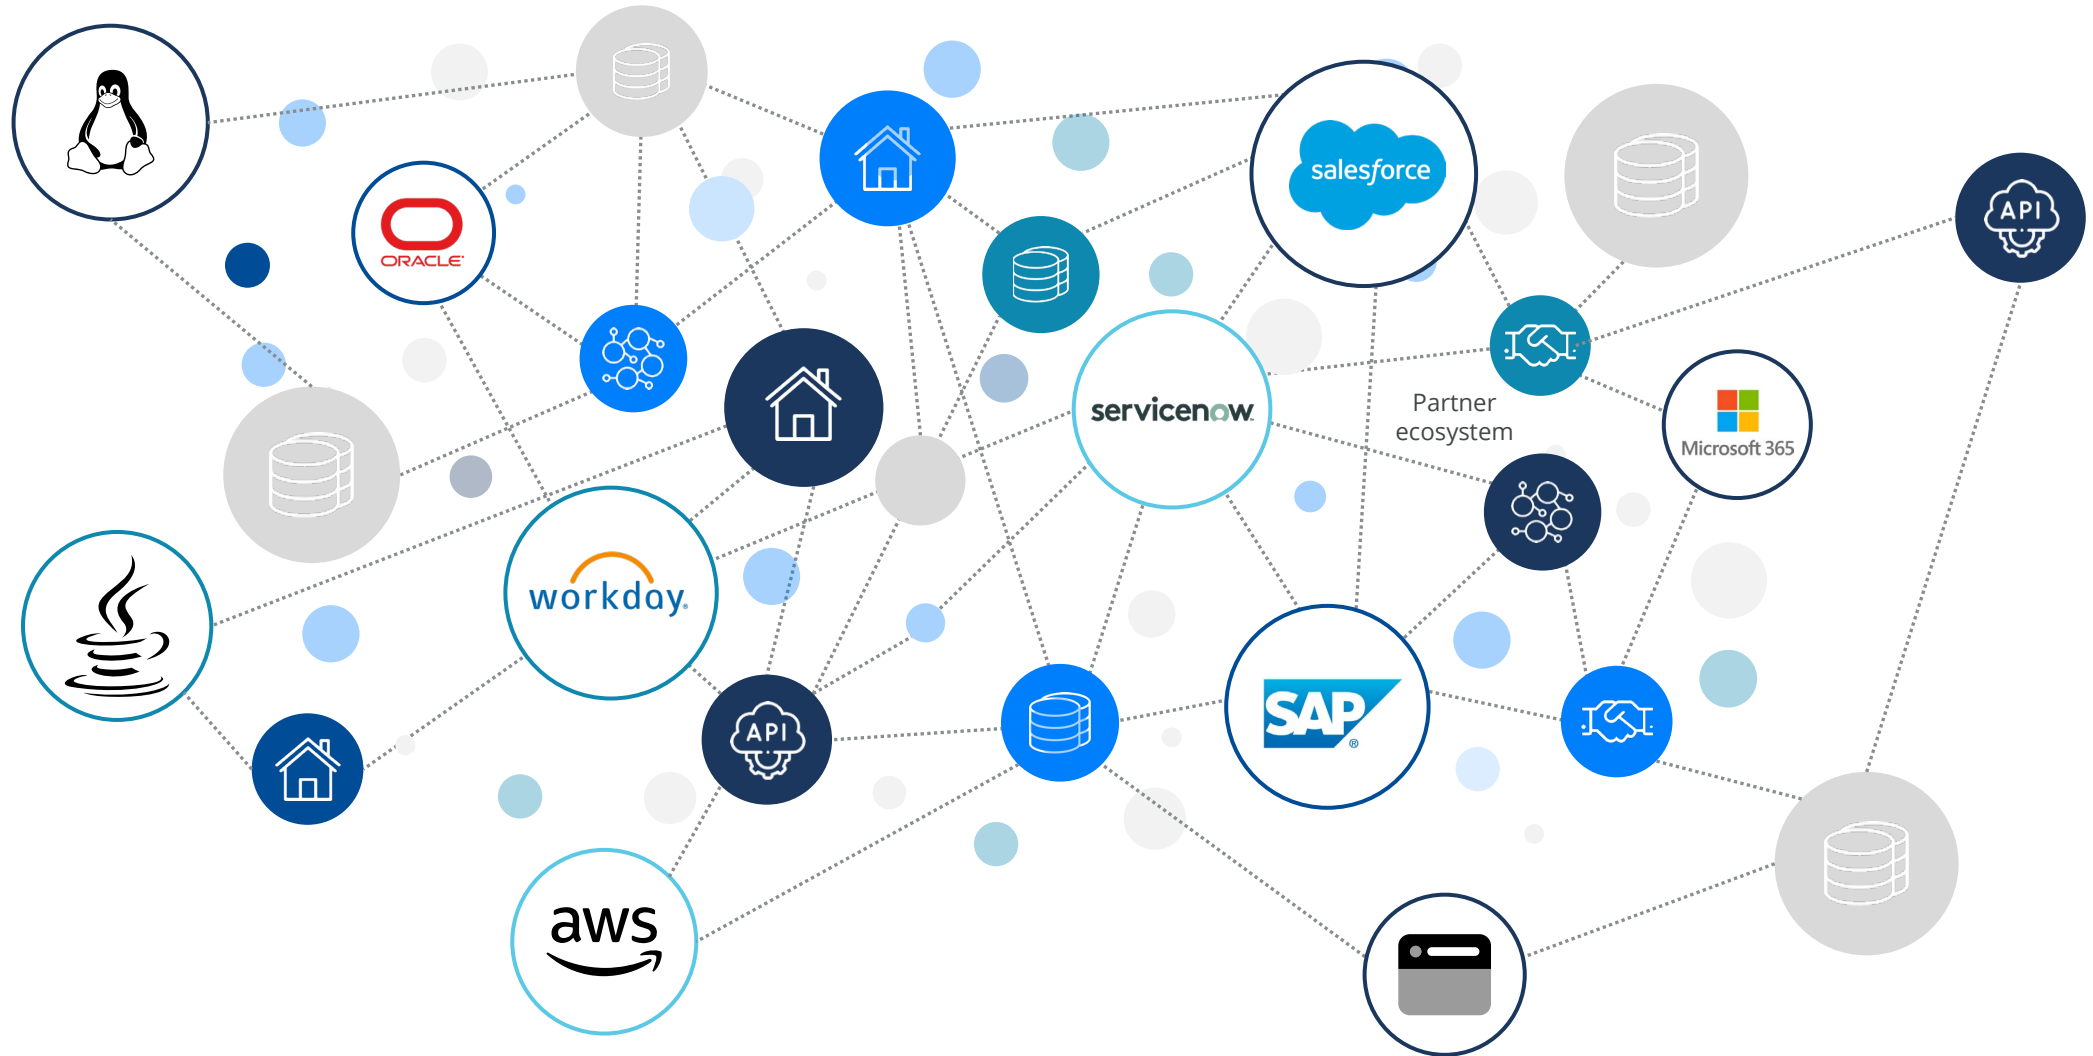 salesforce
API
ORACLE
servicenow
Partner
ecosystem
Microsoft 365
workday
API
SAP
®
aws